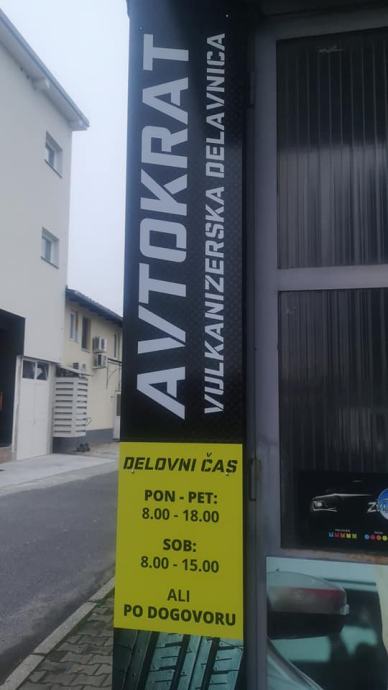 AVTOKRAT
VULKANIZERSKA DELAVNICA
DELOVNI ČAS
PON - PET:
8.00 - 18.00
SOB:
8.00 - 15.00
ALI
PO DOGOVORU